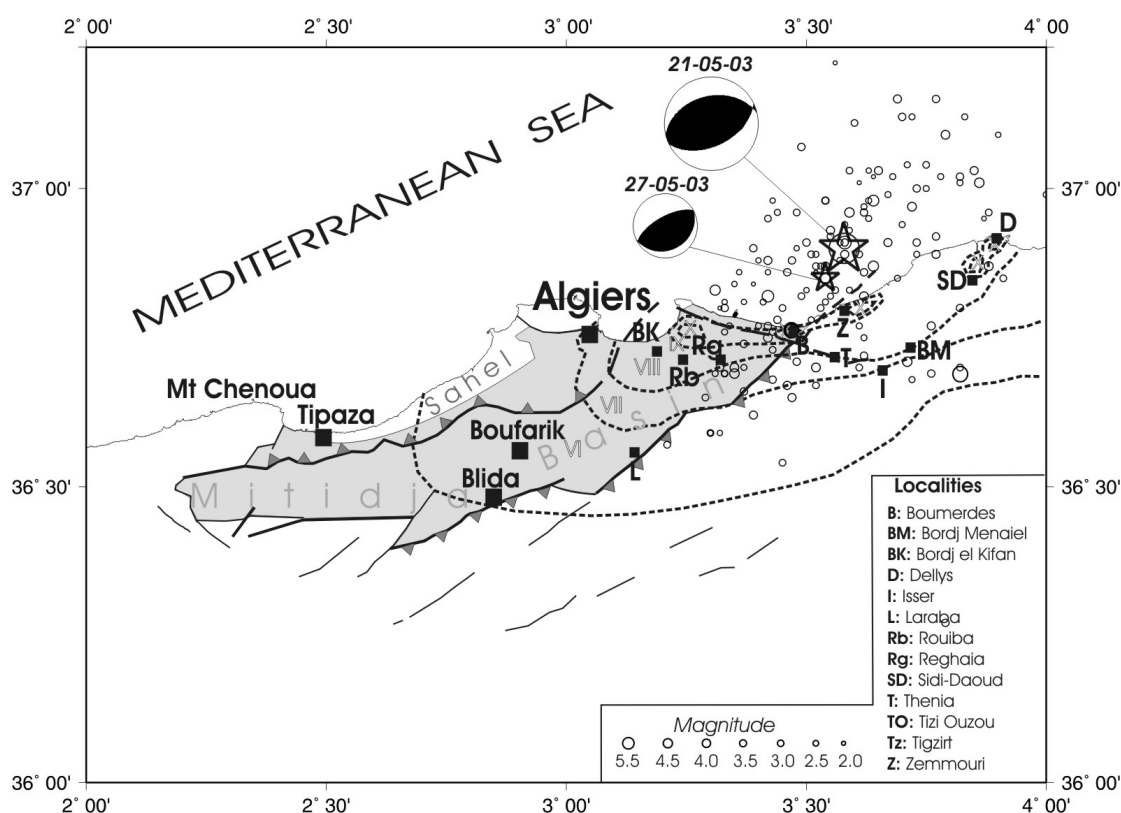 2° 00'
2° 30'
3° 00'
3° 30'
4° 00'
21-05-03
27-05-03
MEDITERRANEAN SEA
37° 00'
37° 00'
D
SD
Algiers
BK
Z
B
IX
X
X
X
Rg
T
BM
VIII
Rb
I
Sahel
Mt Chenoua
Tipaza
VII
Boufarik
VI
Basin
Blida
L
Mitidja
36° 30'
36° 30'
Localities
B: Boumerdes
BM: Bordj Menaiel
BK: Bordj el Kifan
D: Dellys
I: Isser
L: Laraba
Rb: Rouiba
Rg: Reghaia
SD: Sidi-Daoud
T: Thenia
TO: Tizi Ouzou
Tz: Tigzirt
Z: Zemmouri
Magnitude
5.5 4.5 4.0 3.5 3.0 2.5 2.0
36° 00'
36° 00'
2° 00'
2° 30'
3° 00'
3° 30'
4° 00'